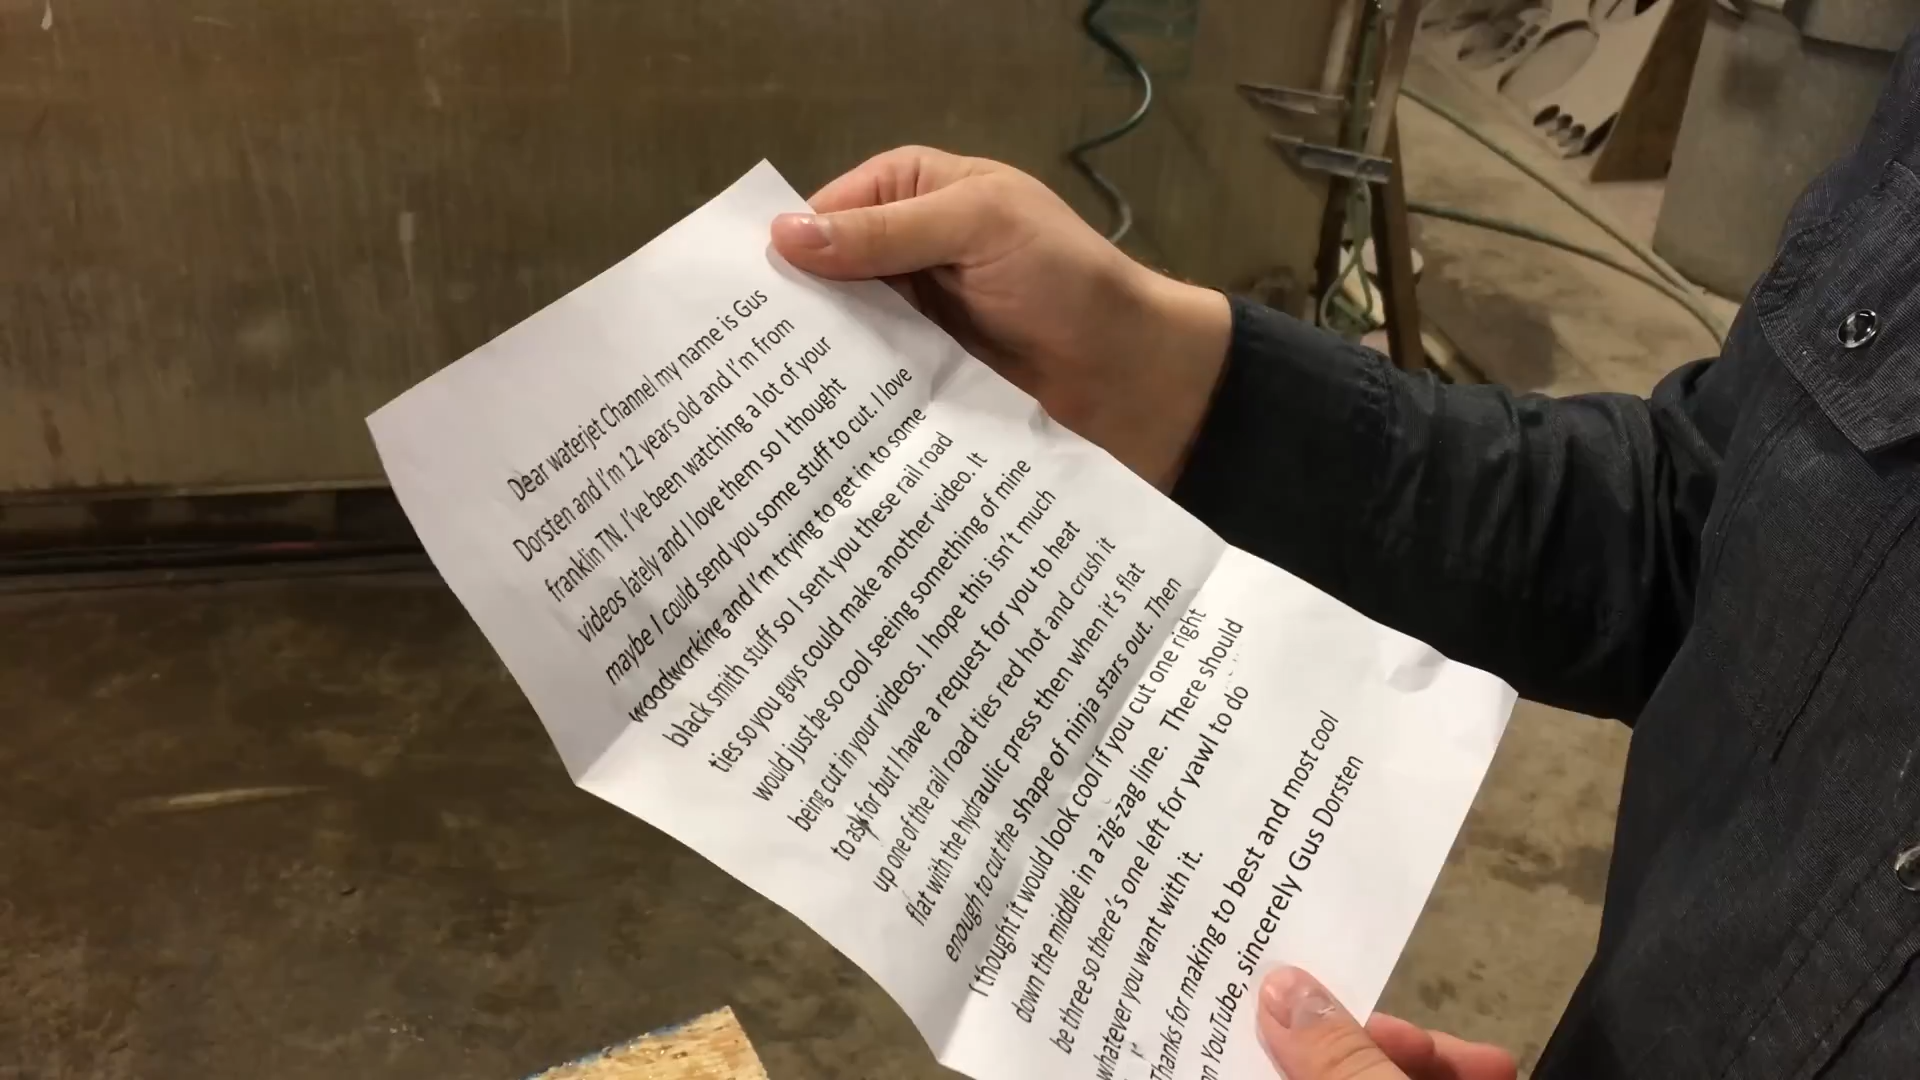 Dear waterjet Channel my name is Gus
Dorsten and I'm 12 years old and I'm from
franklin TN. I've been watching a lot of your
videos lately and I love them so I thought
maybe I could send you some stuff to cut. I love
woodworking and I'm trying to get in to some
black smith stuff so I sent you these rail road
ties so you guys could make another video. It
would just be so cool seeing something of mine
being cut in your videos. I hope this isn't much
to ask for but I have a request for you to heat
up one of the rail road ties red hot and crush it
flat with the hydraulic press then when it's flat
enough to cut the shape of ninja stars out. Then
I thought it would look cool if you cut one right
down the middle in a zig-zag line. There should
be three so there's one left for yawl to do
whatever you want with it.
Thanks for making to best and most cool
on YouTube, sincerely Gus Dorsten